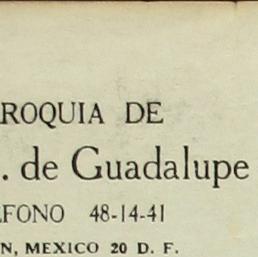 ROQUIA DE
. de Guadalupe
FONO 48-14-41
N, MEXICO 20 D. F.